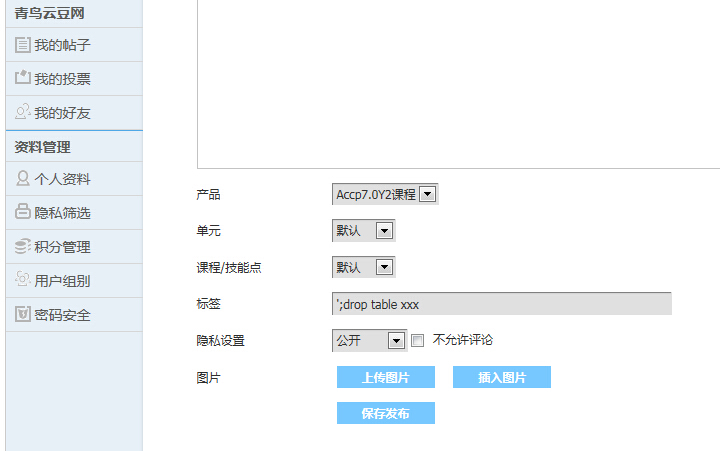 青鸟云豆网
我的帖子
我的投票
我的好友
资料管理
个人资料
隐私筛选
积分管理
用户组别
密码安全
产品 Accp7.0Y2课程
单元 默认
课程/技能点 默认
标签 ';drop table xxx
隐私设置 公开 不允许评论
图片 上传图片 插入图片
保存发布